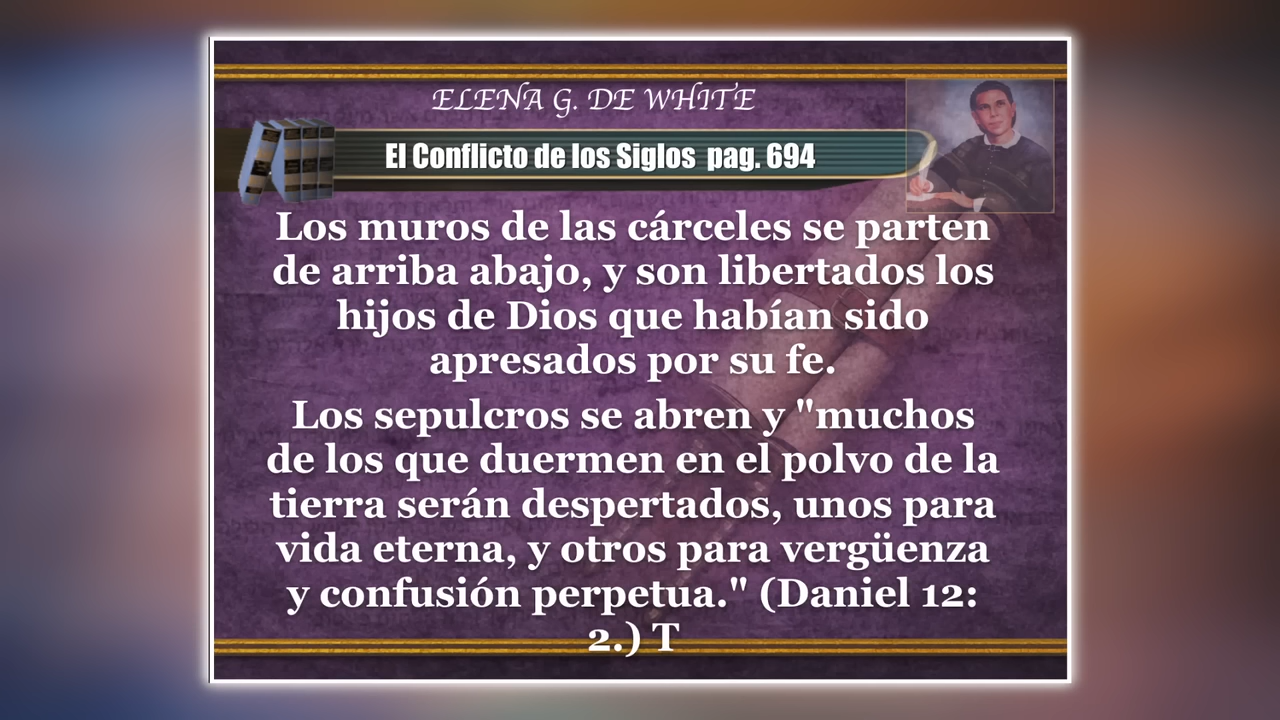 ELENA G. DE WHITE
El Conflicto de los Siglos pag. 694
Los muros de las cárceles se parten
de arriba abajo, y son libertados los
hijos de Dios que habían sido
apresados por su fe.
Los sepulcros se abren y "muchos
de los que duermen en el polvo de la
tierra serán despertados, unos para
vida eterna, y otros para vergüenza
y confusión perpetua." (Daniel 12:
2.) T